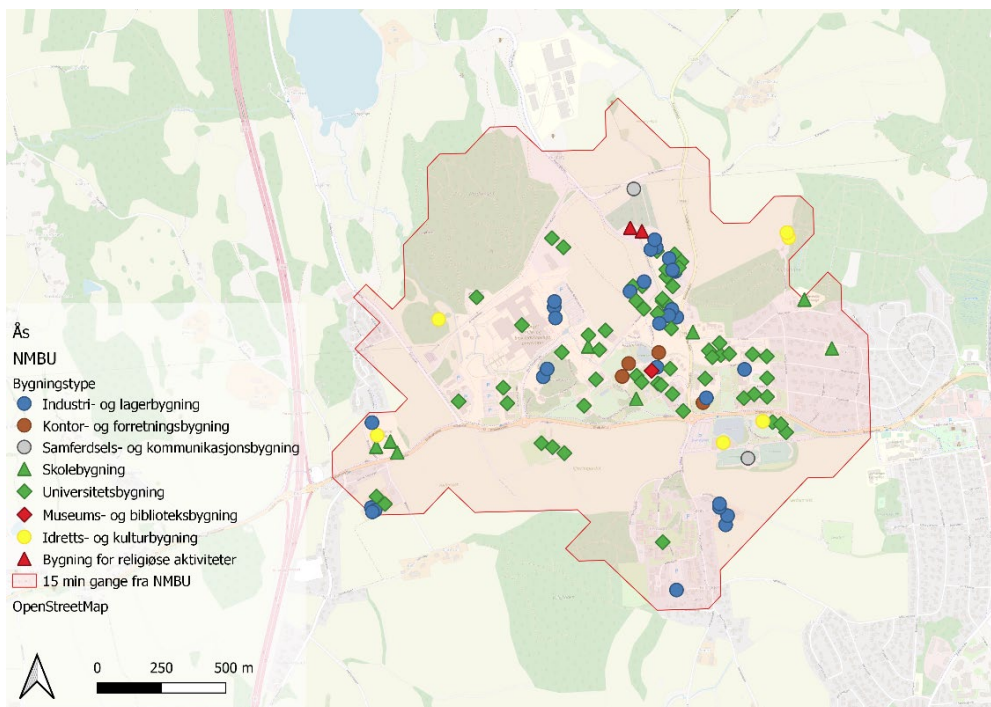 Ås
NMBU
Bygningstype
Industri- og lagerbygning
Kontor- og forretningsbygning
Samferdsels- og kommunikasjonsbygning
Skolebygning
Universitetsbygning
Museums- og biblioteksbygning
Idretts- og kulturbygning
Bygning for religiøse aktiviteter
15 min gange fra NMBU
OpenStreetMap
0 250 500 m